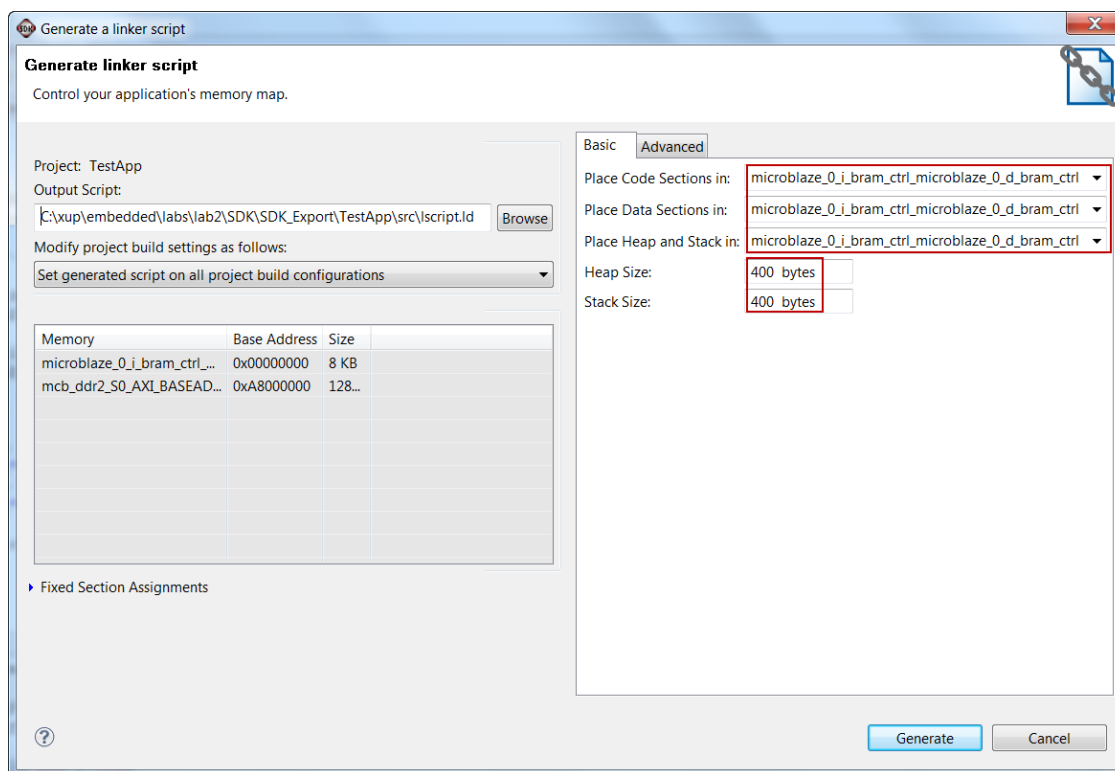 SDK Generate a linker script
Generate linker script
Control your application's memory map.
Project: TestApp
Output Script:
C:\xup\embedded\labs\lab2\SDK\SDK_Export\TestApp\src\lscript.ld Browse
Modify project build settings as follows:
Set generated script on all project build configurations
Memory Base Address Size
microblaze_0_i_bram_ctrl_... 0x00000000 8 KB
mcb_ddr2_S0_AXI_BASEAD... 0xA8000000 128...
Fixed Section Assignments
Basic Advanced
Place Code Sections in: microblaze_0_i_bram_ctrl_microblaze_0_d_bram_ctrl
Place Data Sections in: microblaze_0_i_bram_ctrl_microblaze_0_d_bram_ctrl
Place Heap and Stack in: microblaze_0_i_bram_ctrl_microblaze_0_d_bram_ctrl
Heap Size: 400 bytes
Stack Size: 400 bytes
? Generate Cancel